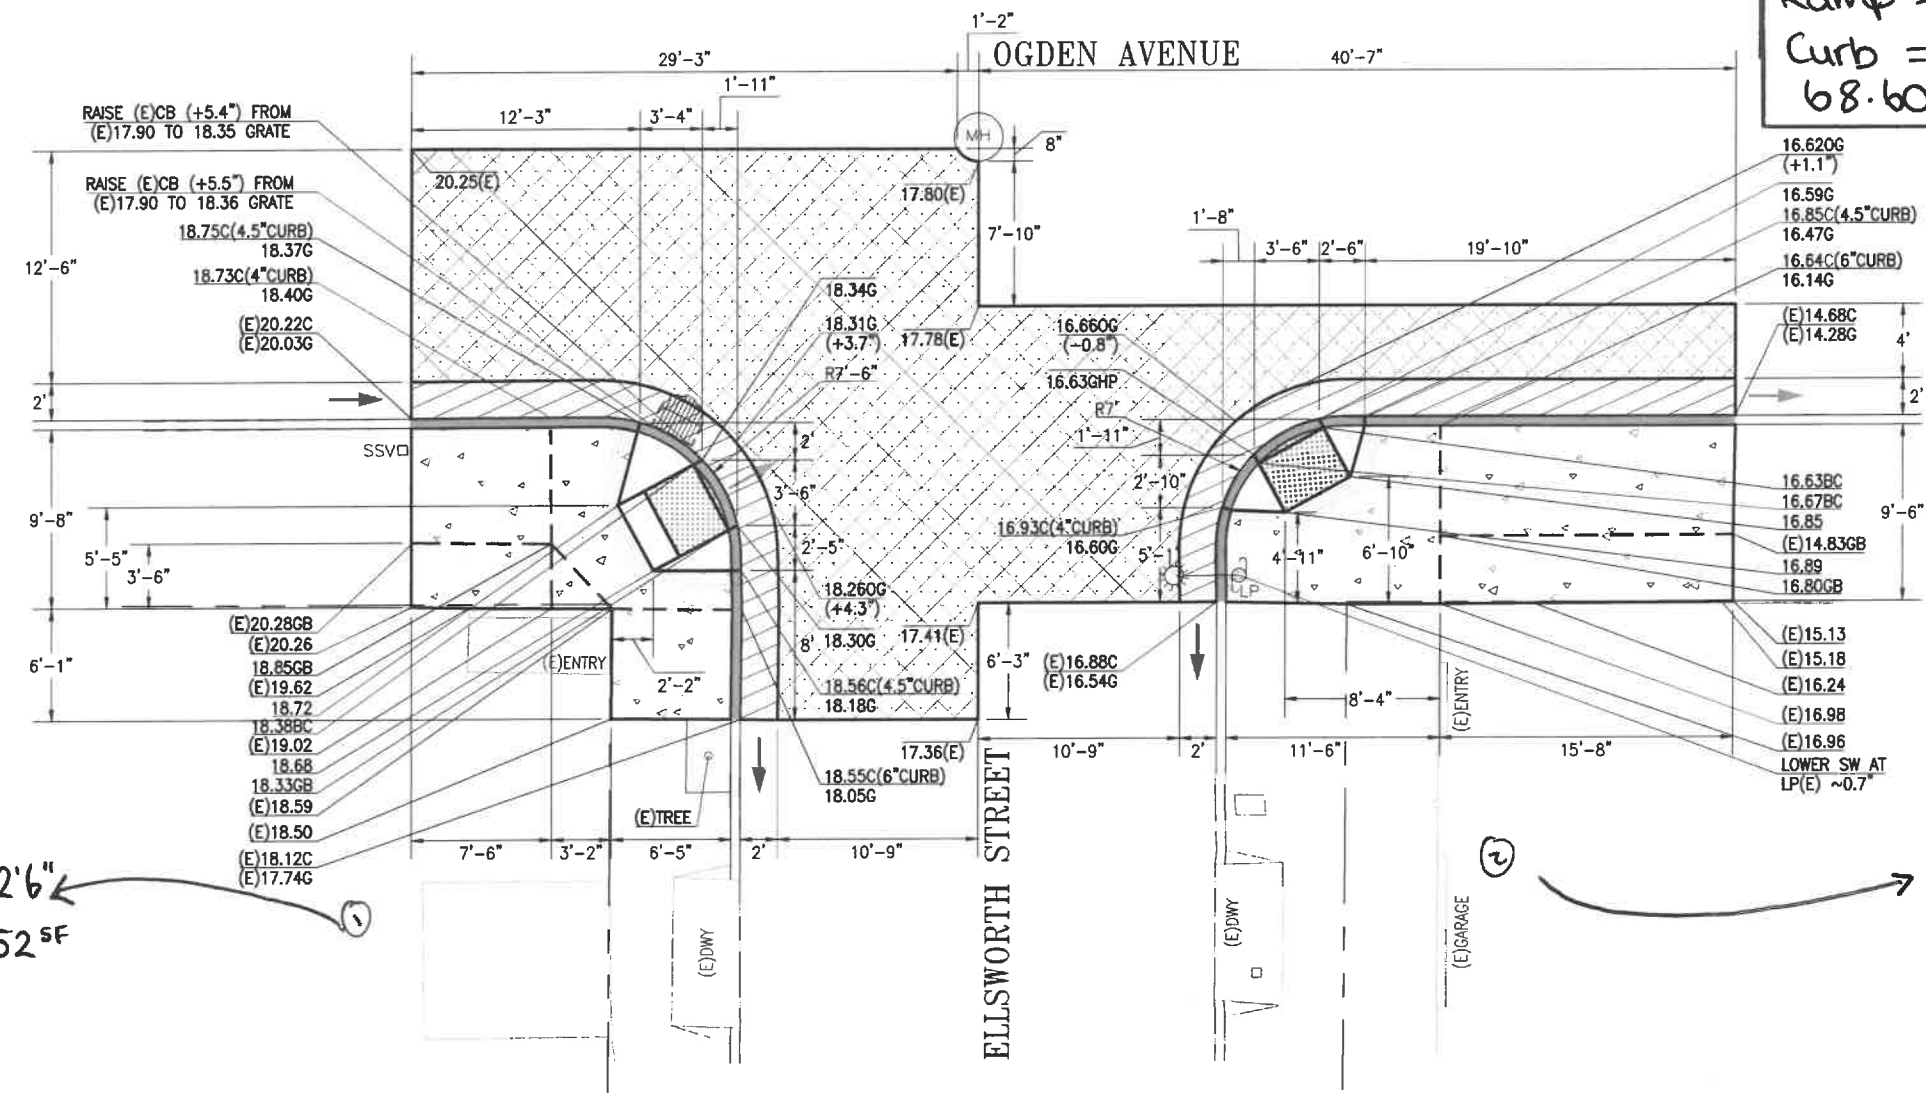 Ramp =
Curb =
68.60
1'-2"
OGDEN AVENUE
29'-3"
40'-7"
1'-11"
12'-3"
3'-4"
MH
8"
RAISE (E)CB (+5.4") FROM
(E)17.90 TO 18.35 GRATE
20.25(E)
17.80(E)
RAISE (E)CB (+5.5") FROM
(E)17.90 TO 18.36 GRATE
18.75C(4.5"CURB)
18.37G
18.73C(4"CURB)
18.40G
(E)20.22C
(E)20.03G
12'-6"
2'
9'-8"
5'-5"
3'-6"
6'-1"
SSV
7'-10"
1'-8"
3'-6"
2'-6"
19'-10"
16.62OG
(+1.1")
16.59G
16.85C(4.5"CURB)
16.47G
16.64C(6"CURB)
16.14G
(E)14.68C
(E)14.28G
4'
2'
9'-6"
18.34G
18.31G
(+3.7")
R7'-6"
17.78(E)
16.66OG
(-0.8")
16.63GHP
R7'
1'-11"
2'-10"
2'
3'-6"
2'-5"
8'
16.93C(4"CURB)
16.60G
5'-1"
4'-11"
6'-10"
LP
16.63BC
16.67BC
16.85
(E)14.83GB
16.89
16.80GB
(E)15.13
(E)15.18
(E)16.24
(E)16.98
(E)16.96
LOWER SW AT
LP(E) ~0.7"
18.26OG
(+4.3")
18.30G
17.41(E)
18.56C(4.5"CURB)
18.18G
17.36(E)
18.55C(6"CURB)
18.05G
6'-3"
(E)16.88C
(E)16.54G
8'-4"
(E)ENTRY
10'-9"
2'
11'-6"
15'-8"
(E)20.28GB
(E)20.26
18.85GB
(E)19.62
18.72
18.38BC
(E)19.02
18.68
18.33GB
(E)18.59
(E)18.50
(E)18.12C
(E)17.74G
(E)ENTRY
2'-2"
(E)TREE
7'-6"
3'-2"
6'-5"
2'
10'-9"
ELLSWORTH STREET
(E)DWY
(E)DWY
(E)GARAGE
2'6"
52 SF
1
2